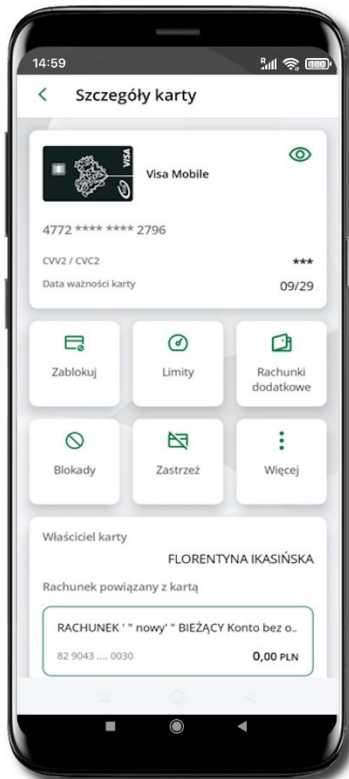 14:59
R
Szczegóły karty
VISA
Visa Mobile
4772 **** **** 2796
CVV2 / CVC2 ***
Data ważności karty 09/29
Zablokuj Limity Rachunki
dodatkowe
Blokady Zastrzeż Więcej
Właściciel karty
FLORENTYNA IKASIŃSKA
Rachunek powiązany z kartą
RACHUNEK ' " nowy' " BIEŻĄCY Konto bez o..
82 9043 .... 0030 0,00 PLN